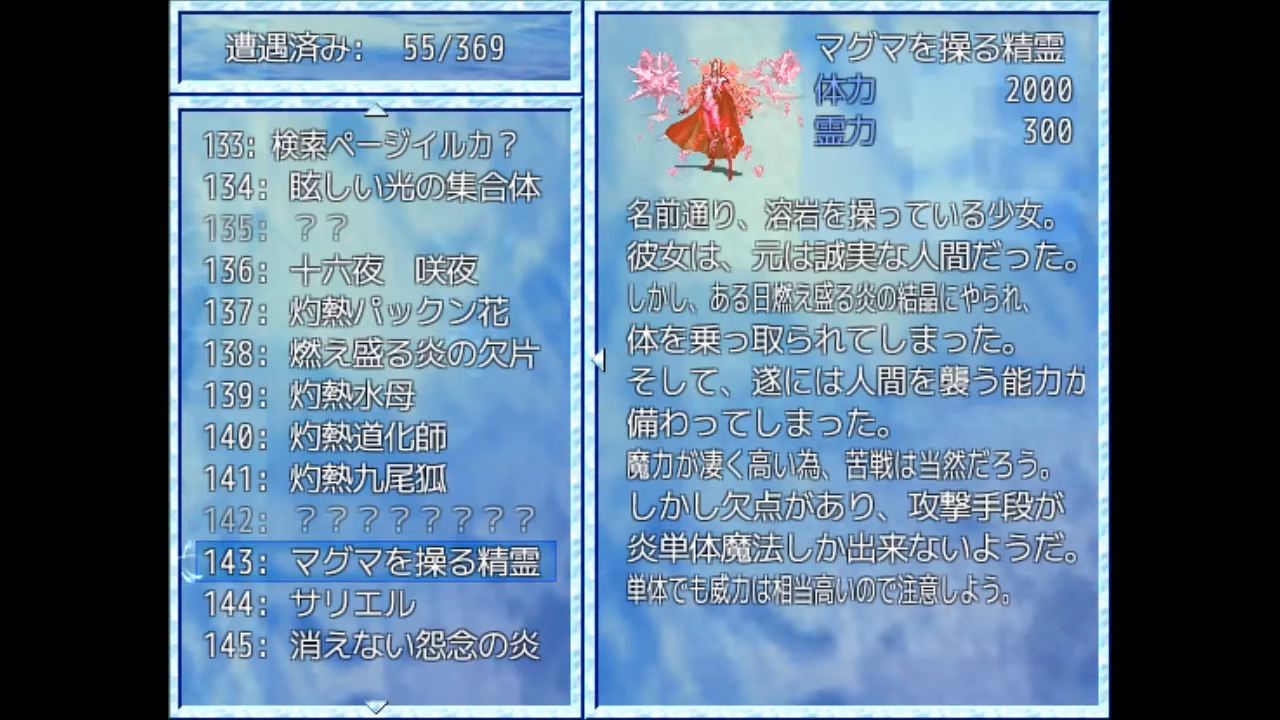 遭遇済み: 55/369
133: 検索ページイルカ？
134: 眩しい光の集合体
135: ？？
136: 十六夜　咲夜
137: 灼熱パックン花
138: 燃え盛る炎の欠片
139: 灼熱水母
140: 灼熱道化師
141: 灼熱九尾狐
142: ？？？？？？？？
143: マグマを操る精霊
144: サリエル
145: 消えない怨念の炎
マグマを操る精霊
体力 2000
霊力 300
名前通り、溶岩を操っている少女。
彼女は、元は誠実な人間だった。
しかし、ある日燃え盛る炎の結晶にやられ、
体を乗っ取られてしまった。
そして、遂には人間を襲う能力が
備わってしまった。
魔力が凄く高い為、苦戦は当然だろう。
しかし欠点があり、攻撃手段が
炎単体魔法しか出来ないようだ。
単体でも威力は相当高いので注意しよう。